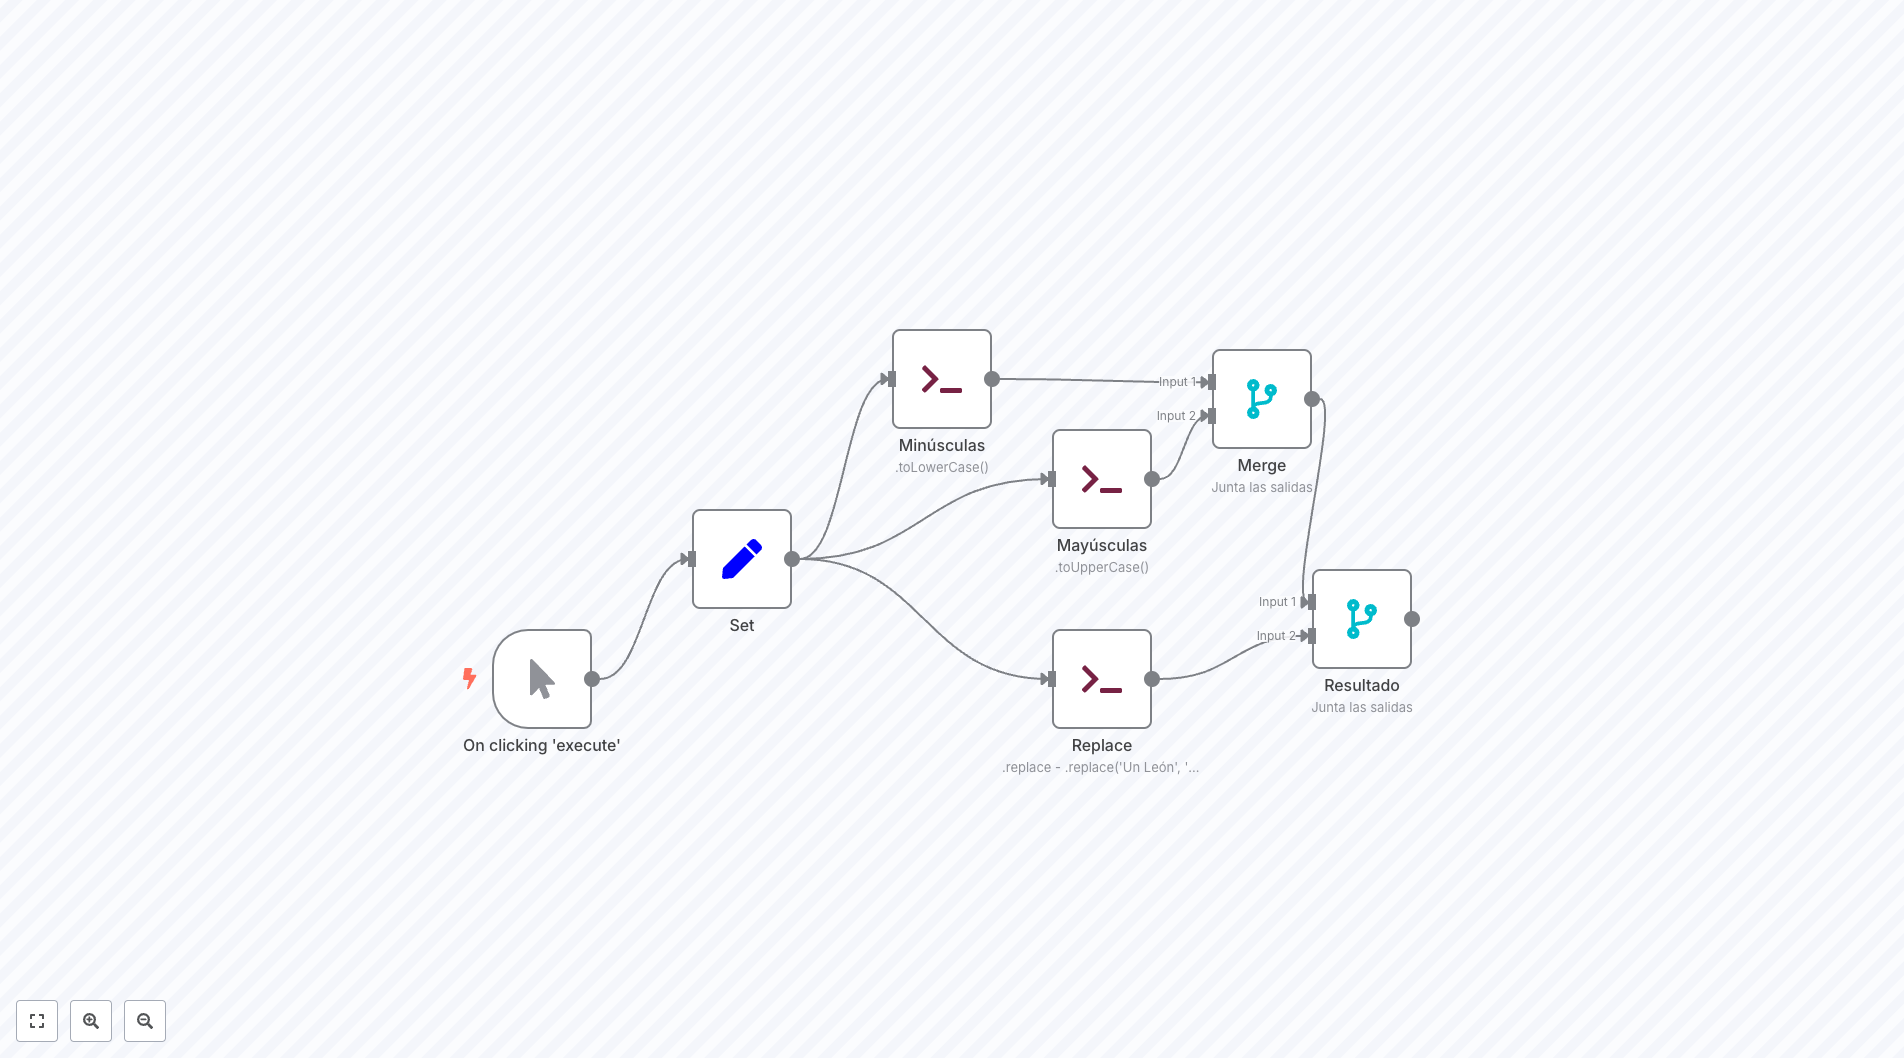 Minúsculas
.toLowerCase()
Input 1
Input 2
Merge
Junta las salidas
Mayúsculas
.toUpperCase()
Set
On clicking 'execute'
Replace
.replace - .replace('Un León', '...
Input 1
Input 2
Resultado
Junta las salidas